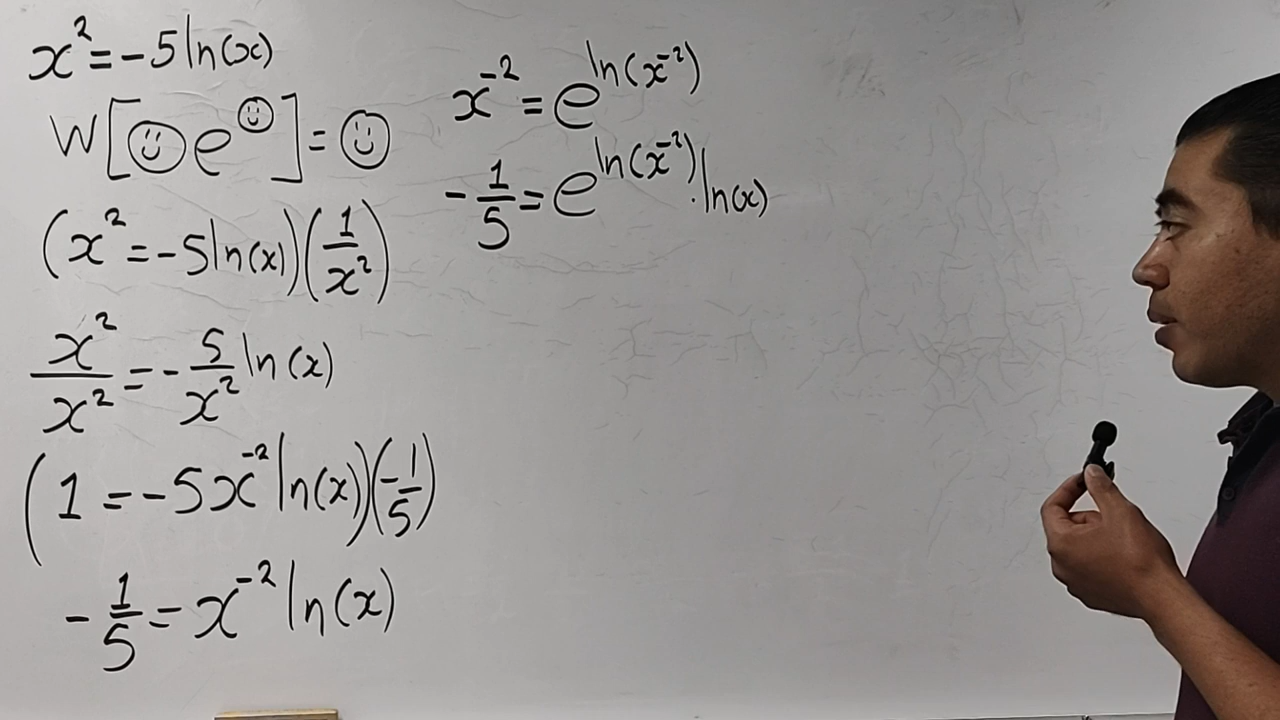 x² = -5 ln(x)
W[☺e^☺] = ☺
(x² = -5 ln(x))(1/x²)
x²/x² = -5/x² ln(x)
(1 = -5x⁻² ln(x))(-1/5)
-1/5 = x⁻² ln(x)
x⁻² = e^ln(x⁻²)
-1/5 = e^ln(x⁻²) · ln(x)